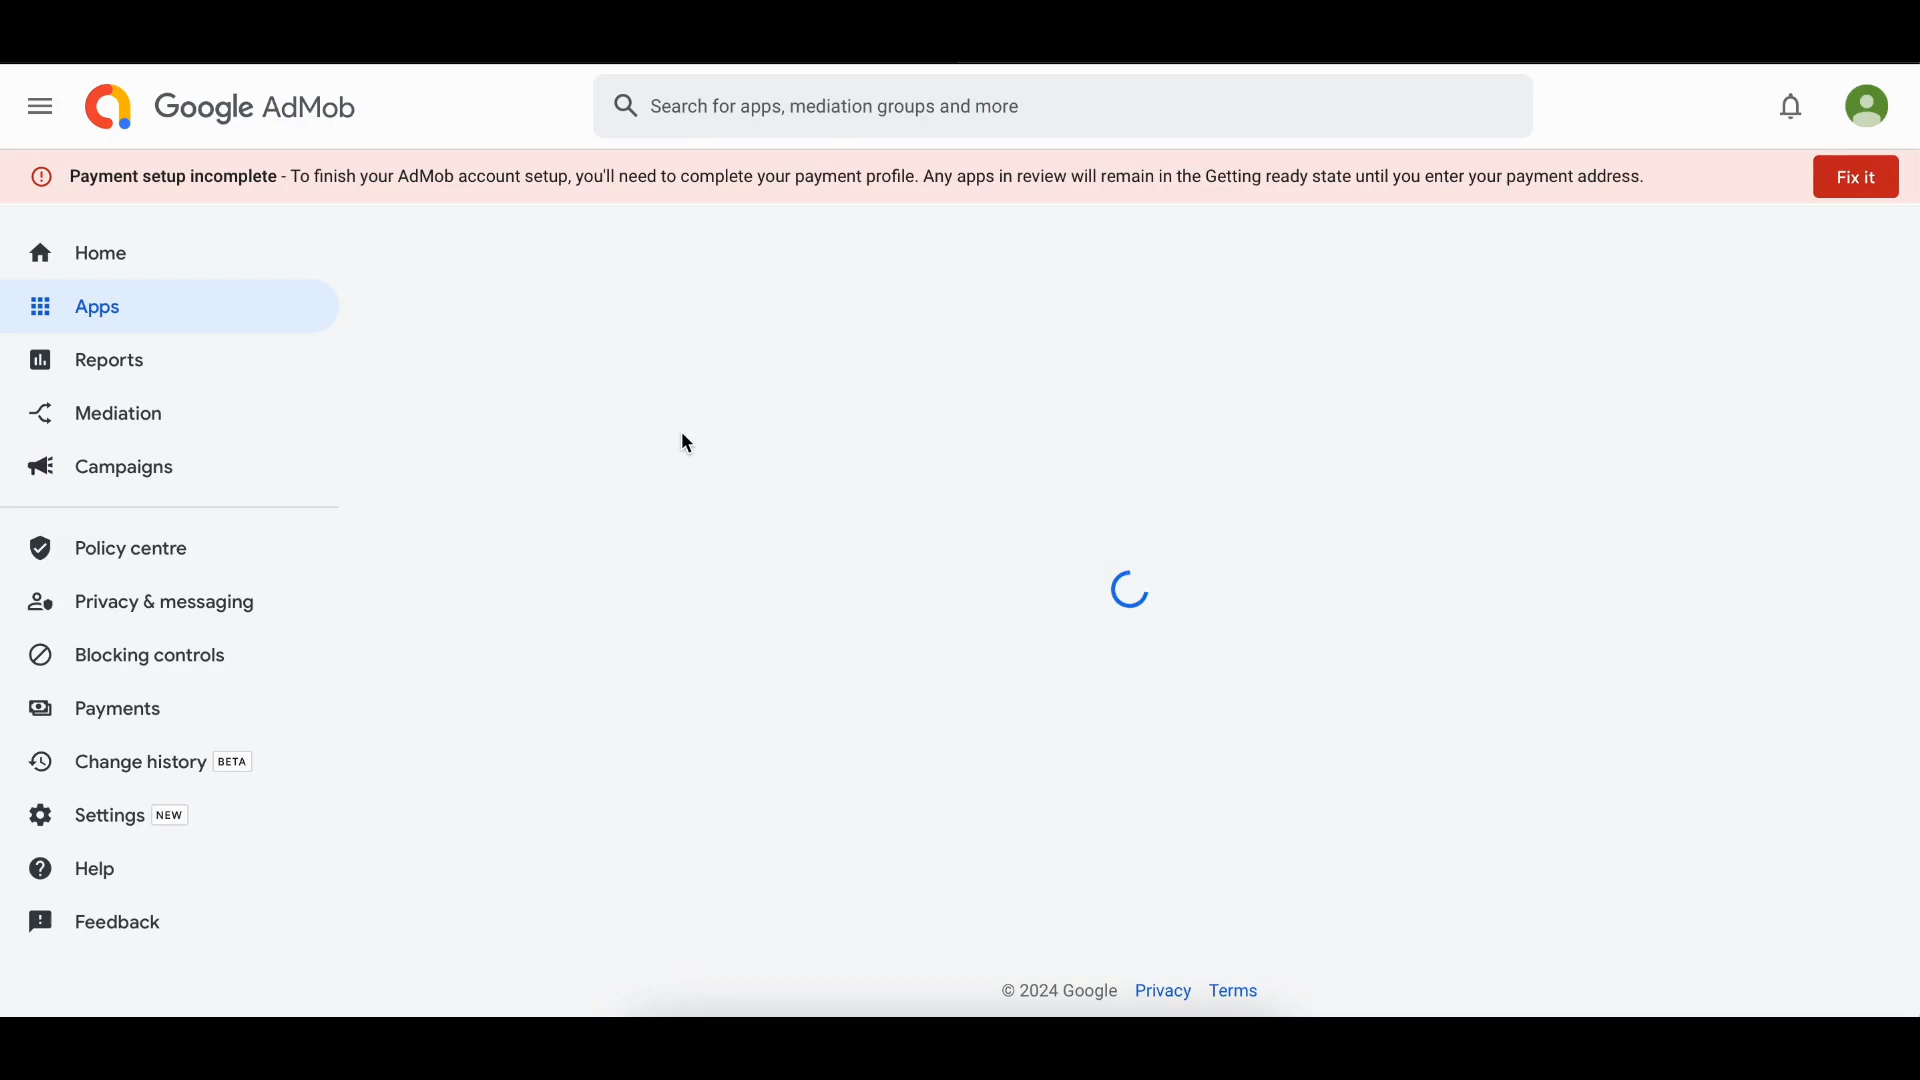 Google AdMob
Search for apps, mediation groups and more
Payment setup incomplete - To finish your AdMob account setup, you'll need to complete your payment profile. Any apps in review will remain in the Getting ready state until you enter your payment address.
Fix it
Home
Apps
Reports
Mediation
Campaigns
Policy centre
Privacy & messaging
Blocking controls
Payments
Change history BETA
Settings NEW
Help
Feedback
© 2024 Google Privacy Terms